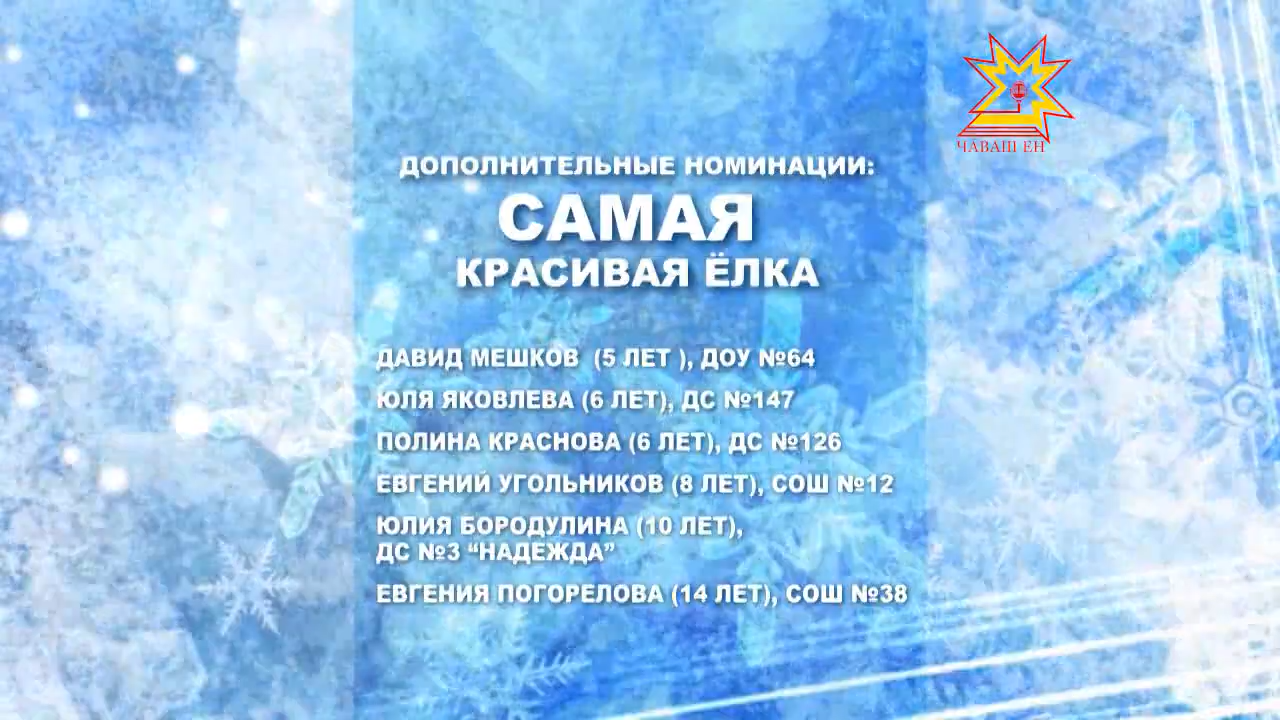 ЧАВАШ ЕН
ДОПОЛНИТЕЛЬНЫЕ НОМИНАЦИИ:
САМАЯ
КРАСИВАЯ ЁЛКА
ДАВИД МЕШКОВ (5 ЛЕТ ), ДОУ №64
ЮЛЯ ЯКОВЛЕВА (6 ЛЕТ), ДС №147
ПОЛИНА КРАСНОВА (6 ЛЕТ), ДС №126
ЕВГЕНИЙ УГОЛЬНИКОВ (8 ЛЕТ), СОШ №12
ЮЛИЯ БОРОДУЛИНА (10 ЛЕТ),
ДС №3 “НАДЕЖДА”
ЕВГЕНИЯ ПОГОРЕЛОВА (14 ЛЕТ), СОШ №38